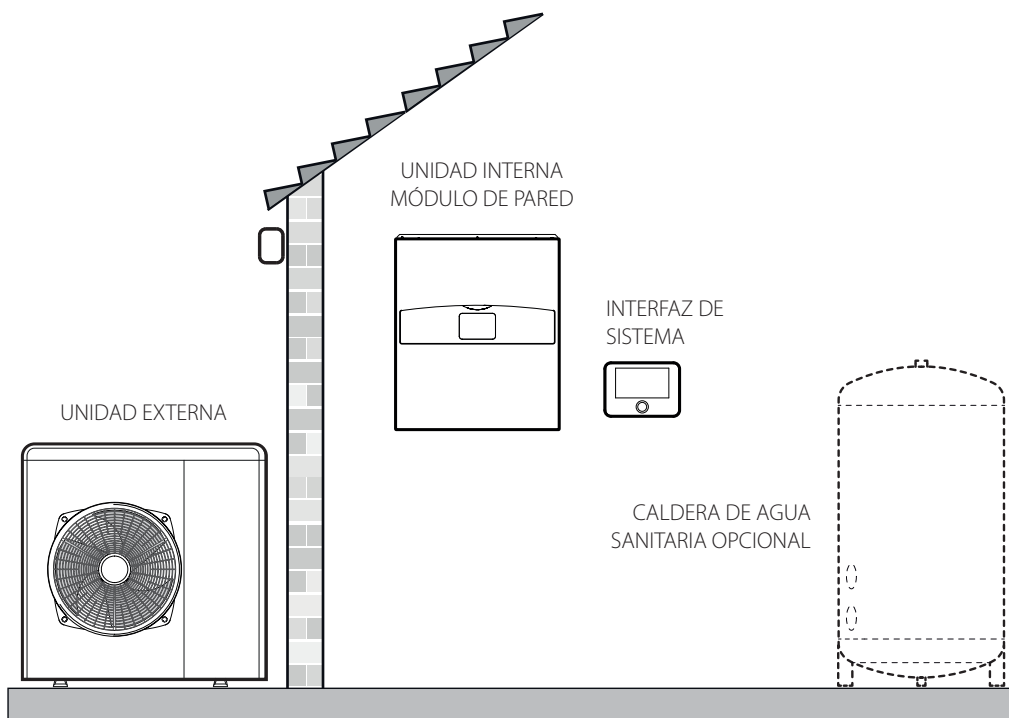 UNIDAD INTERNA
MÓDULO DE PARED
INTERFAZ DE
SISTEMA
UNIDAD EXTERNA
CALDERA DE AGUA
SANITARIA OPCIONAL